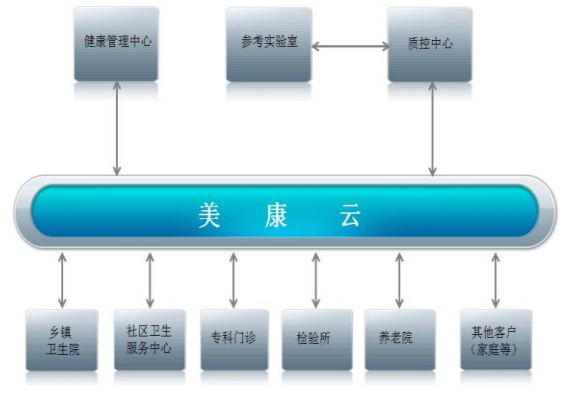 健康管理中心
参考实验室
质控中心
美 康 云
乡镇
卫生院
社区卫生
服务中心
专科门诊
检验所
养老院
其他客户
（家庭等）